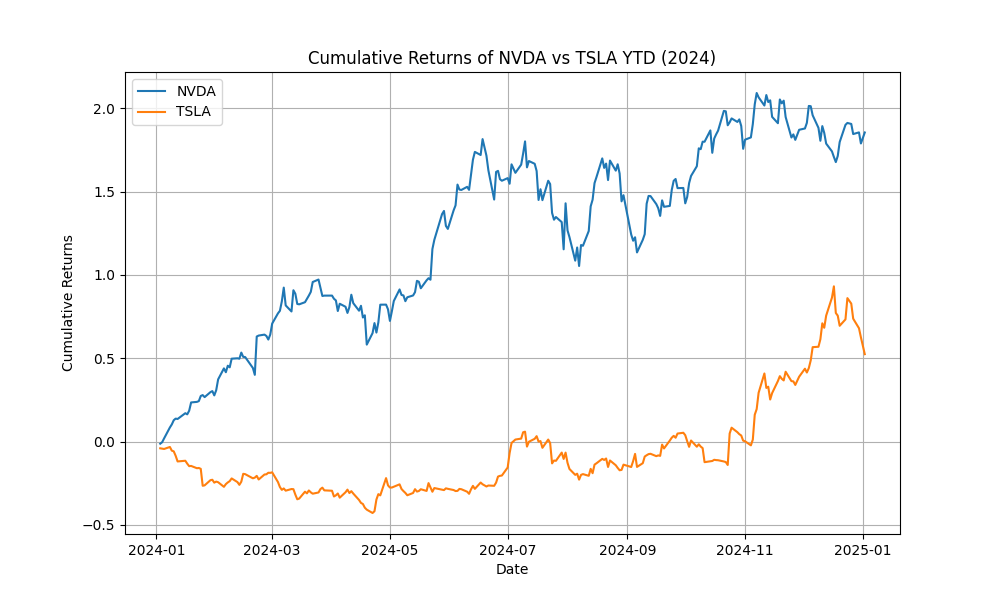 Cumulative Returns of NVDA vs TSLA YTD (2024)
NVDA
TSLA
Cumulative Returns
2.0
1.5
1.0
0.5
0.0
−0.5
2024-01 2024-03 2024-05 2024-07 2024-09 2024-11 2025-01
Date